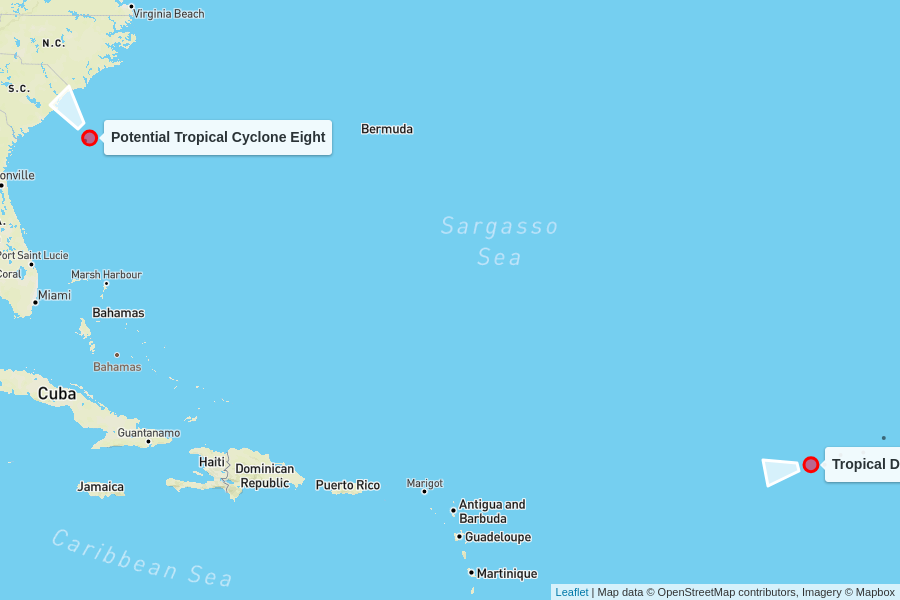 Virginia Beach
N.C.
S.C.
Potential Tropical Cyclone Eight
Bermuda
onville
A.
Sargasso
Sea
Port Saint Lucie
Coral
Marsh Harbour
Miami
Bahamas
Bahamas
Cuba
Guantanamo
Haiti
Dominican
Republic
Tropical D
Jamaica
Puerto Rico
Marigot
Antigua and
Barbuda
Guadeloupe
Caribbean Sea
Martinique
Leaflet | Map data © OpenStreetMap contributors, Imagery © Mapbox